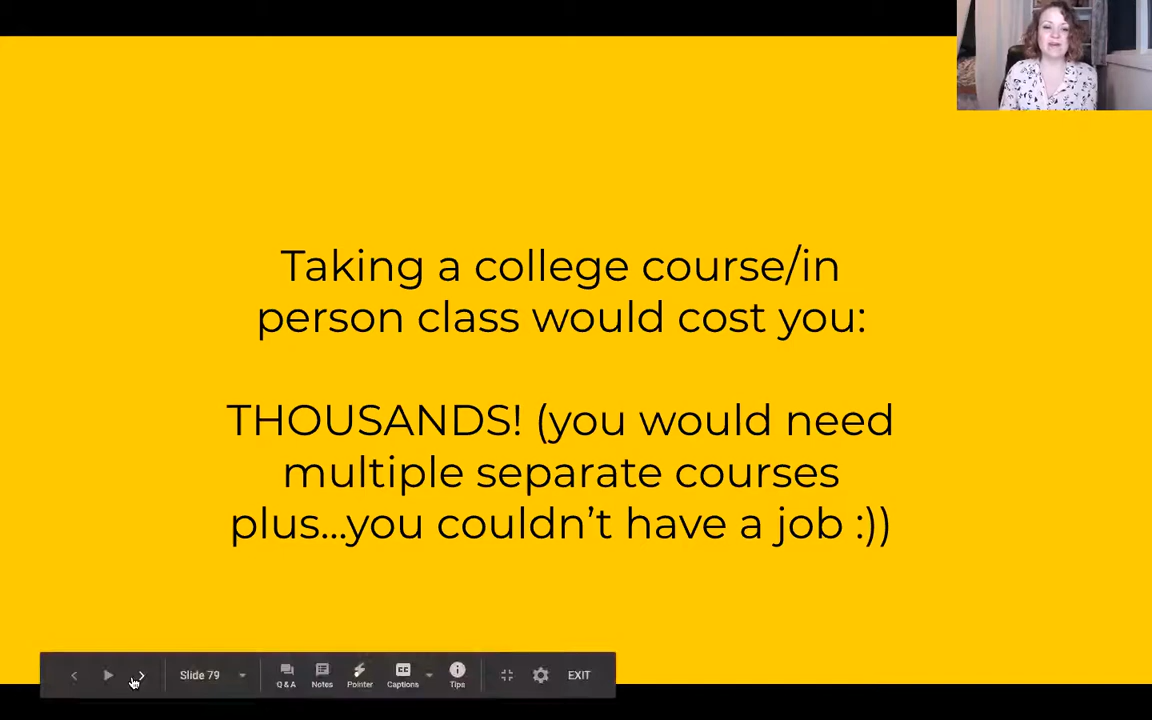 Taking a college course/in
person class would cost you:
THOUSANDS! (you would need
multiple separate courses
plus...you couldn't have a job :))
Slide 79
Q & A
Notes
Pointer
CC
Captions
Tips
EXIT